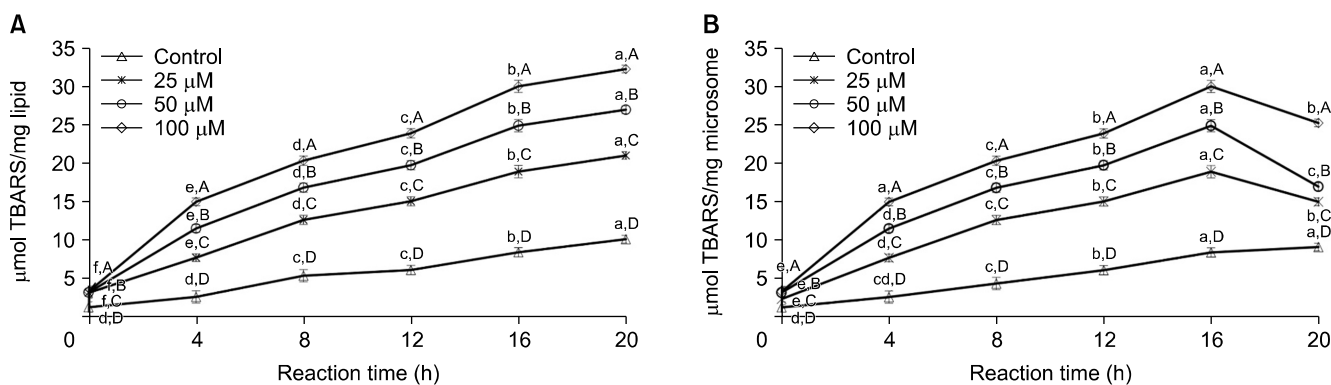 A
μmol TBARS/mg lipid
35
30
25
20
15
10
5
0
4
8
12
16
20
Reaction time (h)
Control
25 μM
50 μM
100 μM
f,A
e,A
d,A
c,A
b,A
a,A
f,B
e,B
d,B
c,B
b,B
a,B
f,C
e,C
d,C
c,C
b,C
a,C
d,D
d,D
c,D
c,D
b,D
a,D
B
μmol TBARS/mg microsome
35
30
25
20
15
10
5
0
4
8
12
16
20
Reaction time (h)
Control
25 μM
50 μM
100 μM
e,A
a,A
c,A
b,A
a,A
b,A
e,B
d,B
c,B
b,B
a,B
c,B
e,C
d,C
c,C
b,C
a,C
b,C
d,D
cd,D
c,D
b,D
a,D
a,D